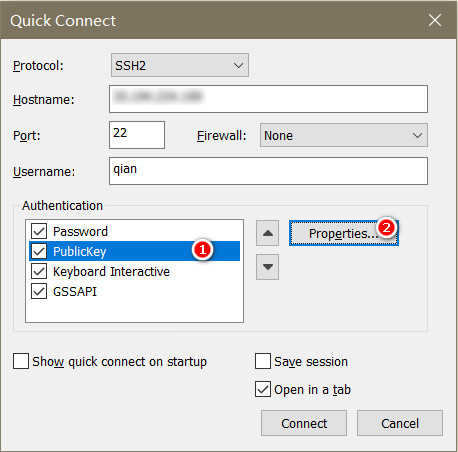 Quick Connect
Protocol: SSH2
Hostname:
Port: 22 Firewall: None
Username: qian
Authentication
Password
PublicKey 1
Properties... 2
Keyboard Interactive
GSSAPI
Show quick connect on startup
Save session
Open in a tab
Connect Cancel